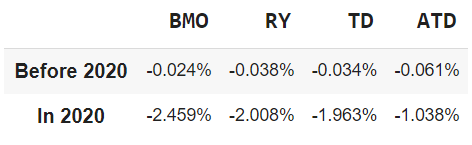 BMO RY TD ATD
Before 2020 -0.024% -0.038% -0.034% -0.061%
In 2020 -2.459% -2.008% -1.963% -1.038%